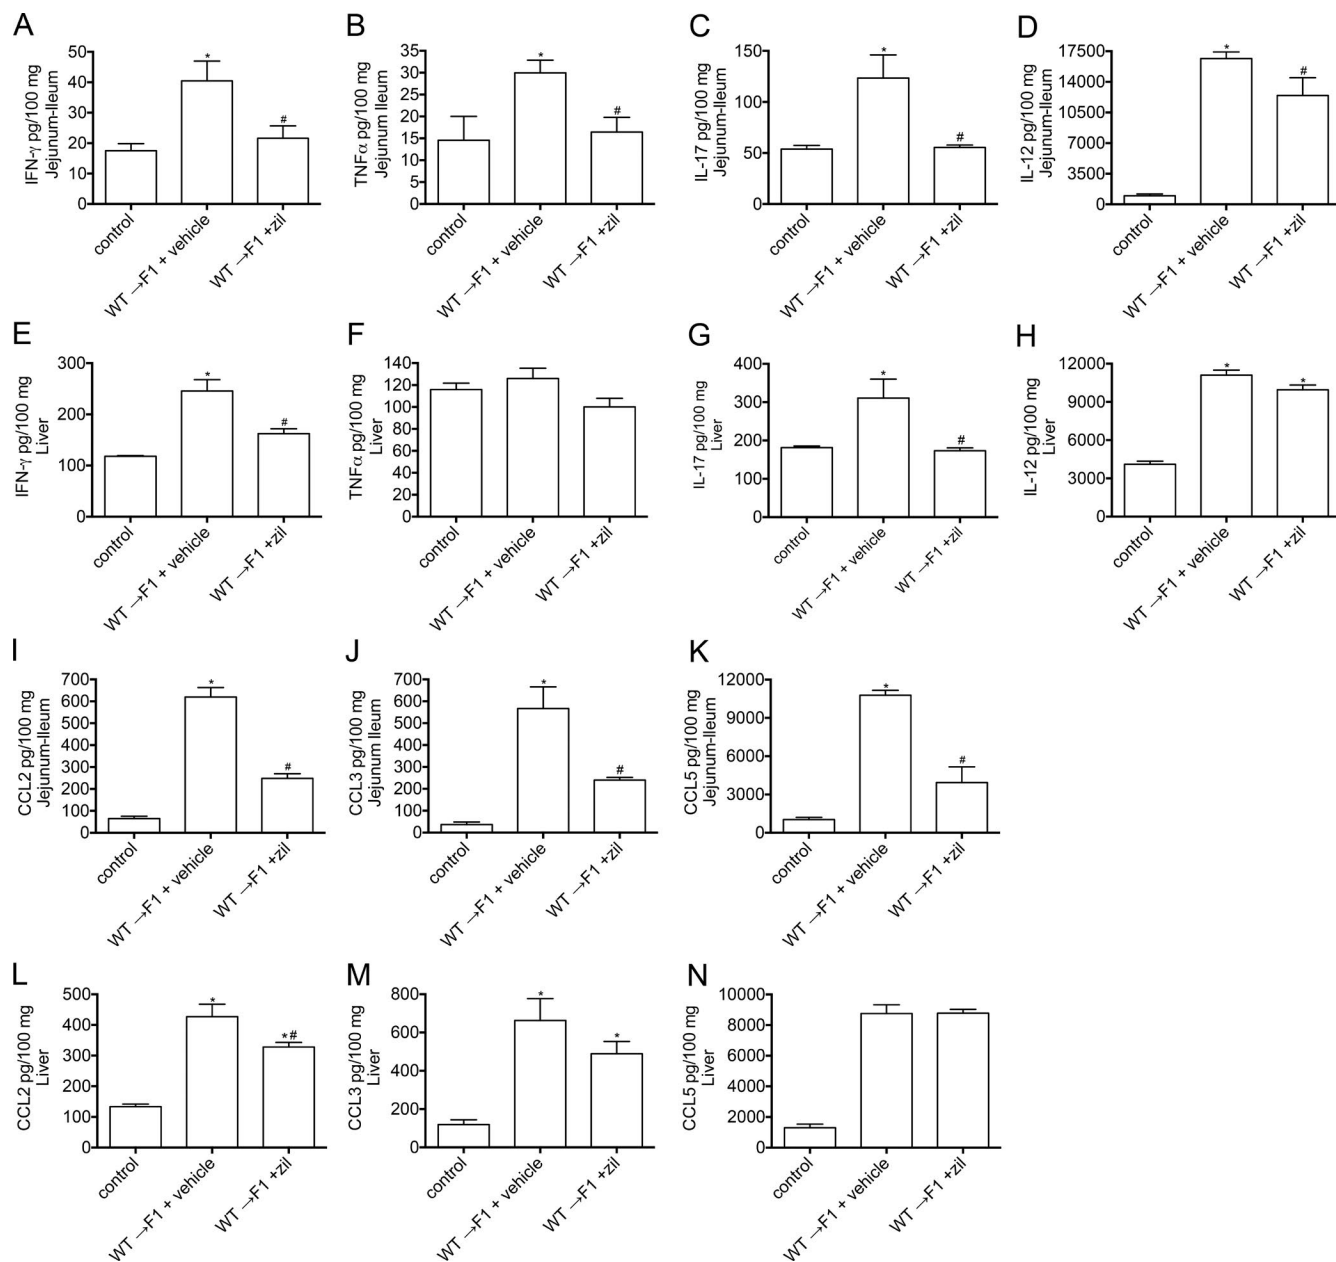 A
IFN-γ pg/100 mg
Jejunum-Ileum
50
40
30
20
10
0
*
#
control
WT →F1 + vehicle
WT →F1 +zil
B
TNFα pg/100 mg
Jejunum Ileum
35
30
25
20
15
10
5
0
*
#
control
WT →F1 + vehicle
WT →F1 +zil
C
IL-17 pg/100 mg
Jejunum-Ileum
150
100
50
0
*
#
control
WT →F1 + vehicle
WT →F1 +zil
D
IL-12 pg/100 mg
Jejunum-Ileum
17500
14000
10500
7000
3500
0
*
#
control
WT →F1 + vehicle
WT →F1 +zil
E
IFN-γ pg/100 mg
Liver
300
200
100
0
*
#
control
WT →F1 + vehicle
WT →F1 +zil
F
TNFα pg/100 mg
Liver
140
120
100
80
60
40
20
0
control
WT →F1 + vehicle
WT →F1 +zil
G
IL-17 pg/100 mg
Liver
400
300
200
100
0
*
#
control
WT →F1 + vehicle
WT →F1 +zil
H
IL-12 pg/100 mg
Liver
12000
9000
6000
3000
0
*
*
control
WT →F1 + vehicle
WT →F1 +zil
I
CCL2 pg/100 mg
Jejunum-Ileum
700
600
500
400
300
200
100
0
*
#
control
WT →F1 + vehicle
WT →F1 +zil
J
CCL3 pg/100 mg
Jejunum Ileum
700
600
500
400
300
200
100
0
*
#
control
WT →F1 + vehicle
WT →F1 +zil
K
CCL5 pg/100 mg
Jejunum-Ileum
12000
9000
6000
3000
0
*
#
control
WT →F1 + vehicle
WT →F1 +zil
L
CCL2 pg/100 mg
Liver
500
400
300
200
100
0
*
*#
control
WT →F1 + vehicle
WT →F1 +zil
M
CCL3 pg/100 mg
Liver
800
600
400
200
0
*
*
control
WT →F1 + vehicle
WT →F1 +zil
N
CCL5 pg/100 mg
Liver
10000
8000
6000
4000
2000
0
control
WT →F1 + vehicle
WT →F1 +zil